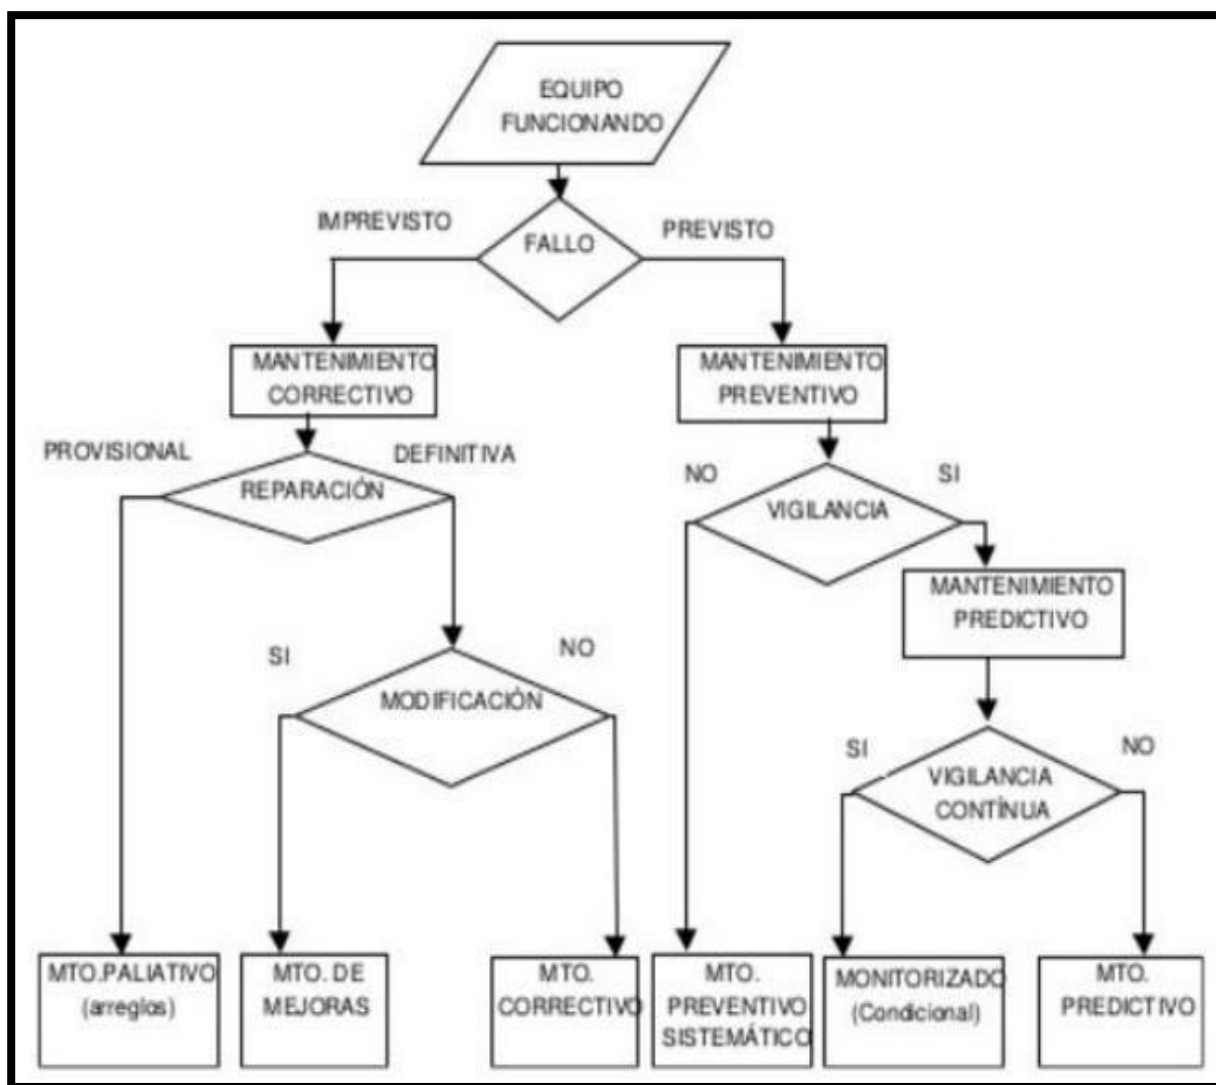 EQUIPO
FUNCIONANDO
IMPREVISTO
FALLO
PREVISTO
MANTENIMIENTO
CORRECTIVO
MANTENIMIENTO
PREVENTIVO
PROVISIONAL
REPARACIÓN
DEFINITIVA
NO
VIGILANCIA
SI
MANTENIMIENTO
PREDICTIVO
SI
MODIFICACIÓN
NO
SI
VIGILANCIA
CONTÍNUA
NO
MTO.PALIATIVO
(arreglos)
MTO. DE
MEJORAS
MTO.
CORRECTIVO
MTO.
PREVENTIVO
SISTEMÁTICO
MONITORIZADO
(Condicional)
MTO.
PREDICTIVO